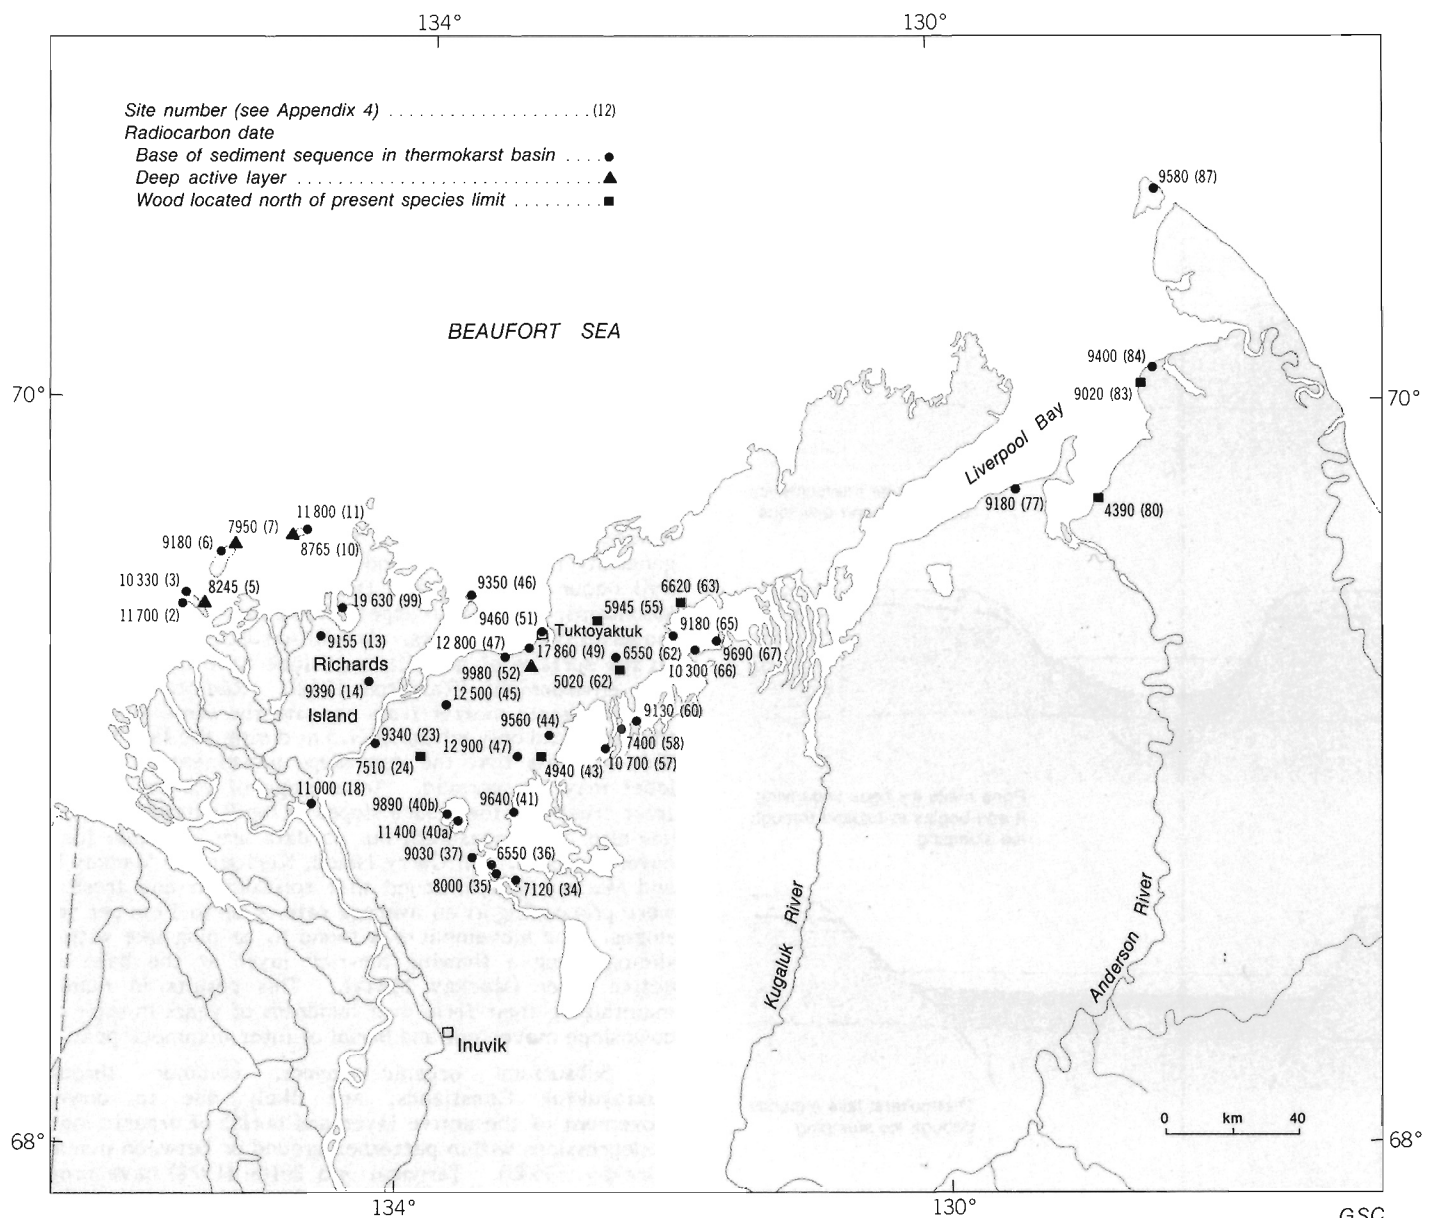 134°
130°
Site number (see Appendix 4) .................... (12)
Radiocarbon date
Base of sediment sequence in thermokarst basin ....
Deep active layer ...............................
Wood located north of present species limit .........
9580 (87)
BEAUFORT SEA
9400 (84)
70°
70°
9020 (83)
Liverpool Bay
9180 (77)
4390 (80)
11 800 (11)
7950 (7)
9180 (6)
8765 (10)
10 330 (3)
8245 (5)
11 700 (2)
19 630 (99)
9350 (46)
6620 (63)
5945 (55)
9460 (51)
Tuktoyaktuk
9180 (65)
9155 (13)
12 800 (47)
17 860 (49)
6550 (62)
9690 (67)
Richards
9980 (52)
5020 (62)
10 300 (66)
9390 (14)
12 500 (45)
Island
9130 (60)
9560 (44)
9340 (23)
12 900 (47)
7400 (58)
7510 (24)
4940 (43)
10 700 (57)
11 000 (18)
9890 (40b)
9640 (41)
11 400 (40a)
9030 (37)
6550 (36)
8000 (35)
7120 (34)
Kugaluk River
Anderson River
Inuvik
0 km 40
68°
68°
134°
130°
GSC